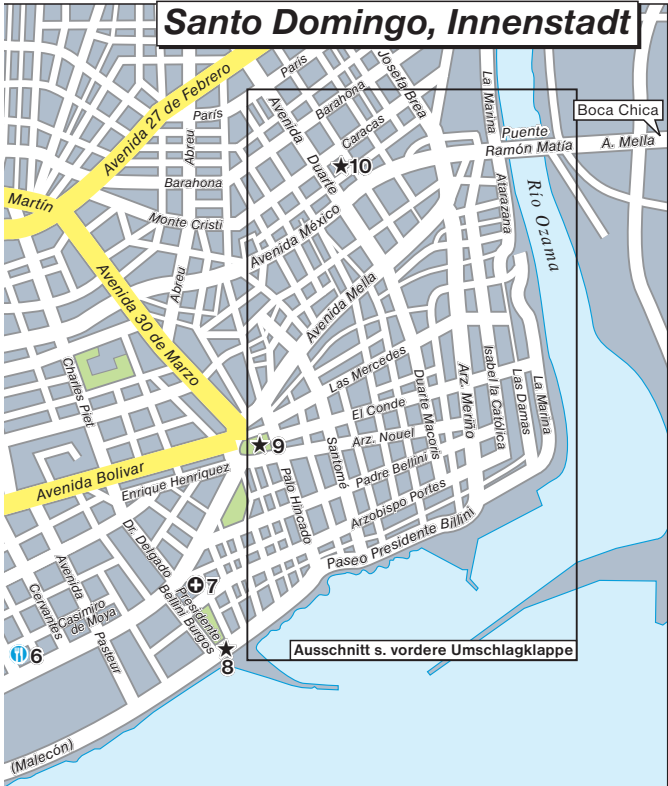 Santo Domingo, Innenstadt
Paris
Josefa Brea
La Marina
Avenida 27 de Febrero
Barahona
Boca Chica
París
Avenida
Caracas
Puente
Ramón Matía
A. Mella
Abreu
Duarte
10
Barahona
Atarazana
Río Ozama
Martín
Monte Cristi
Avenida México
Abreu
Avenida 30 de Marzo
Avenida Mella
Charles Piet
Las Mercedes
Duarte Macoris
Arz. Meriño
Isabel la Católica
Las Damas
La Marina
El Conde
9
Arz. Nouel
Santomé
Avenida Bolivar
Enrique Henriquez
Palo Hincado
Padre Bellini
Arzobispo Portes
Paseo Presidente Billini
Dr. Delgado
Avenida
Pasteur
7
Presidente
Bellini Burgos
Cervantes
Casimiro
de Moya
6
8
Ausschnitt s. vordere Umschlagklappe
(Malecón)